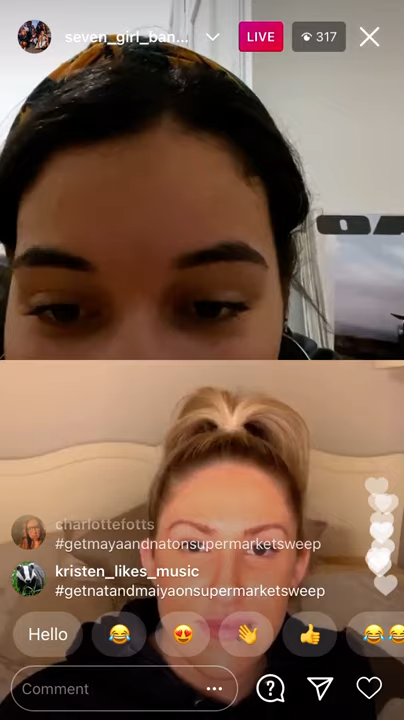 seven_girl_ban...
LIVE
317
charlottefotts
#getmayaandnatonsupermarketsweep
kristen_likes_music
#getnatandmaiyaonsupermarketsweep
Hello
Comment